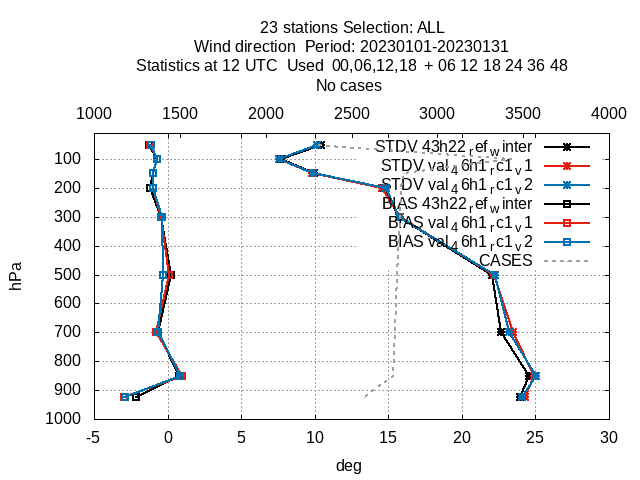 23 stations Selection: ALL
Wind direction  Period: 20230101-20230131
Statistics at 12 UTC  Used  00,06,12,18  + 06 12 18 24 36 48
No cases
1000 1500 2000 2500 3000 3500 4000
STDV 43h22_ref_winter
STDV val_46h1_rc1_v1
STDV val_46h1_rc1_v2
BIAS 43h22_ref_winter
BIAS val_46h1_rc1_v1
BIAS val_46h1_rc1_v2
CASES
hPa
100
200
300
400
500
600
700
800
900
1000
-5 0 5 10 15 20 25 30
deg